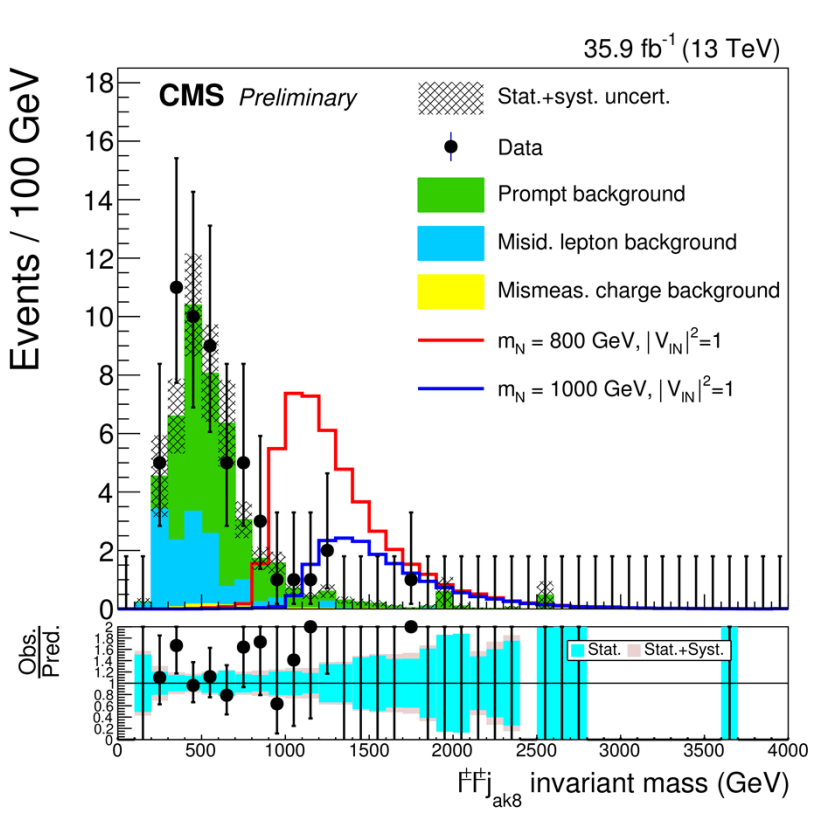 35.9 fb⁻¹ (13 TeV)
CMS Preliminary
Stat.+syst. uncert.
Data
Prompt background
Misid. lepton background
Mismeas. charge background
m_N = 800 GeV, |V_IN|²=1
m_N = 1000 GeV, |V_IN|²=1
Events / 100 GeV
18
16
14
12
10
8
6
4
2
0
Obs.
Pred.
2
1.8
1.6
1.4
1.2
1
0.8
0.6
0.4
0.2
0
Stat. Stat.+Syst.
0 500 1000 1500 2000 2500 3000 3500 4000
l±l±j_ak8 invariant mass (GeV)